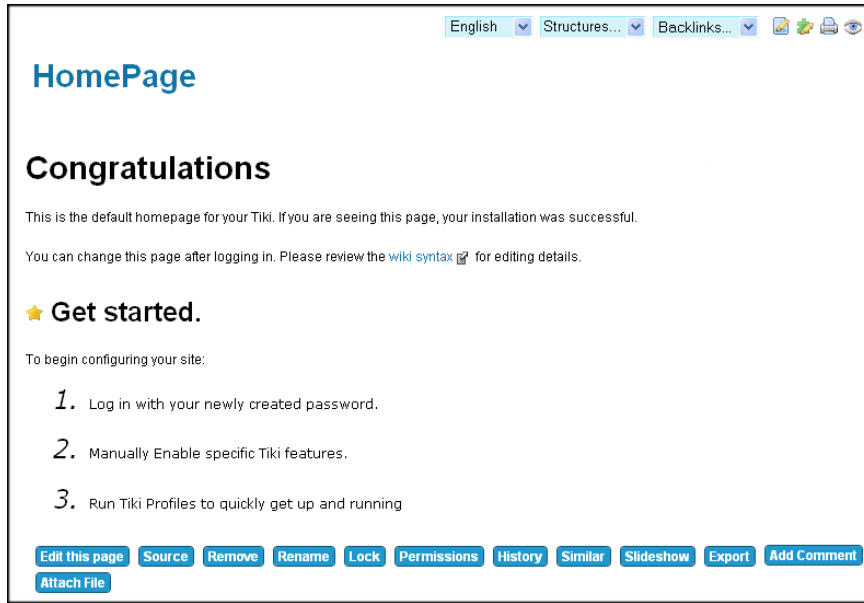 English Structures... Backlinks...
HomePage
Congratulations
This is the default homepage for your Tiki. If you are seeing this page, your installation was successful.
You can change this page after logging in. Please review the wiki syntax for editing details.
Get started.
To begin configuring your site:
1. Log in with your newly created password.
2. Manually Enable specific Tiki features.
3. Run Tiki Profiles to quickly get up and running
Edit this page Source Remove Rename Lock Permissions History Similar Slideshow Export Add Comment
Attach File